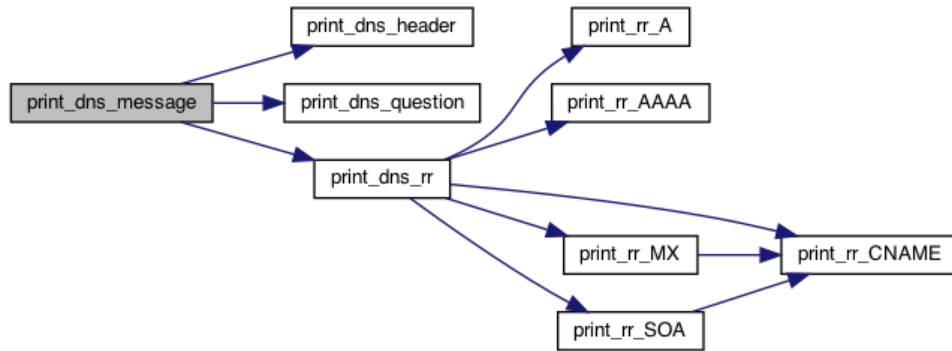 print_dns_header
print_rr_A
print_dns_message
print_dns_question
print_rr_AAAA
print_dns_rr
print_rr_MX
print_rr_CNAME
print_rr_SOA